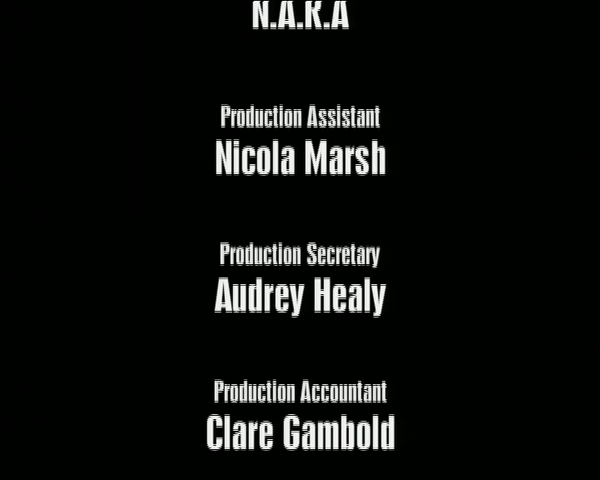 N.A.R.A
Production Assistant
Nicola Marsh
Production Secretary
Audrey Healy
Production Accountant
Clare Gambold